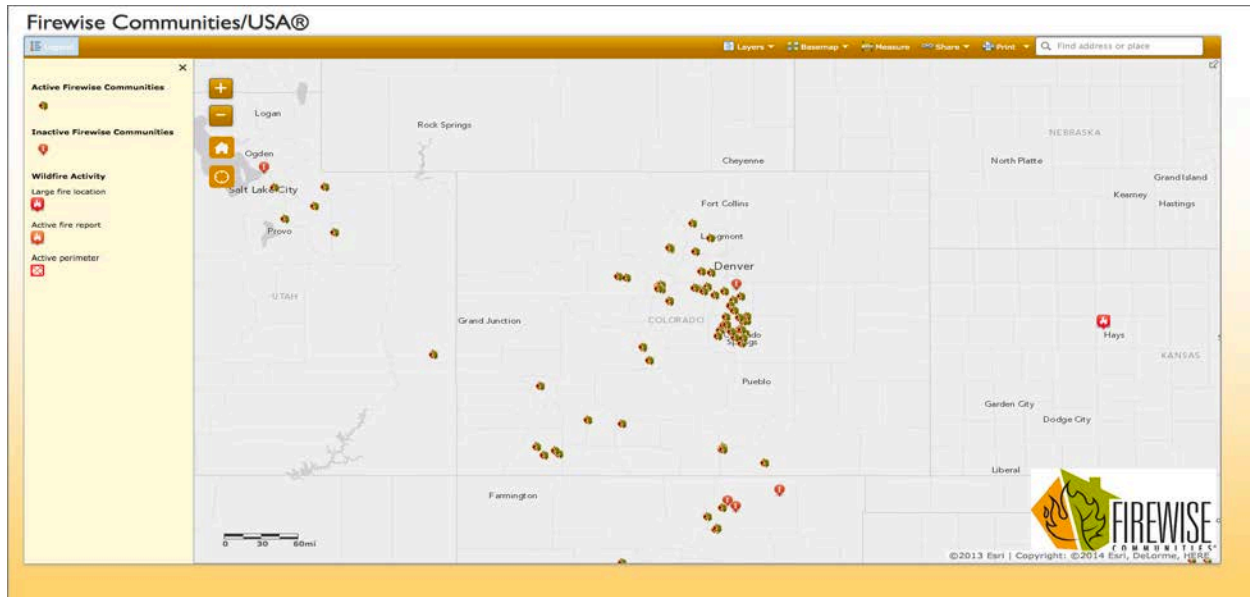 Firewise Communities/USA®
Legend
Layers
Basemap
Measure
Share
Print
Find address or place
Active Firewise Communities
Inactive Firewise Communities
Wildfire Activity
Large fire location
Active fire report
Active perimeter
Logan
Rock Springs
NEBRASKA
Ogden
Cheyenne
North Platte
Grand Island
Salt Lake City
Kearney
Hastings
Fort Collins
Longmont
Provo
Denver
UTAH
Grand Junction
COLORADO
Hays
Colorado
Springs
KANSAS
Pueblo
Garden City
Dodge City
Liberal
Farmington
FIREWISE
COMMUNITIES
0 30 60mi
©2013 Esri | Copyright: ©2014 Esri, DeLorme, HERE